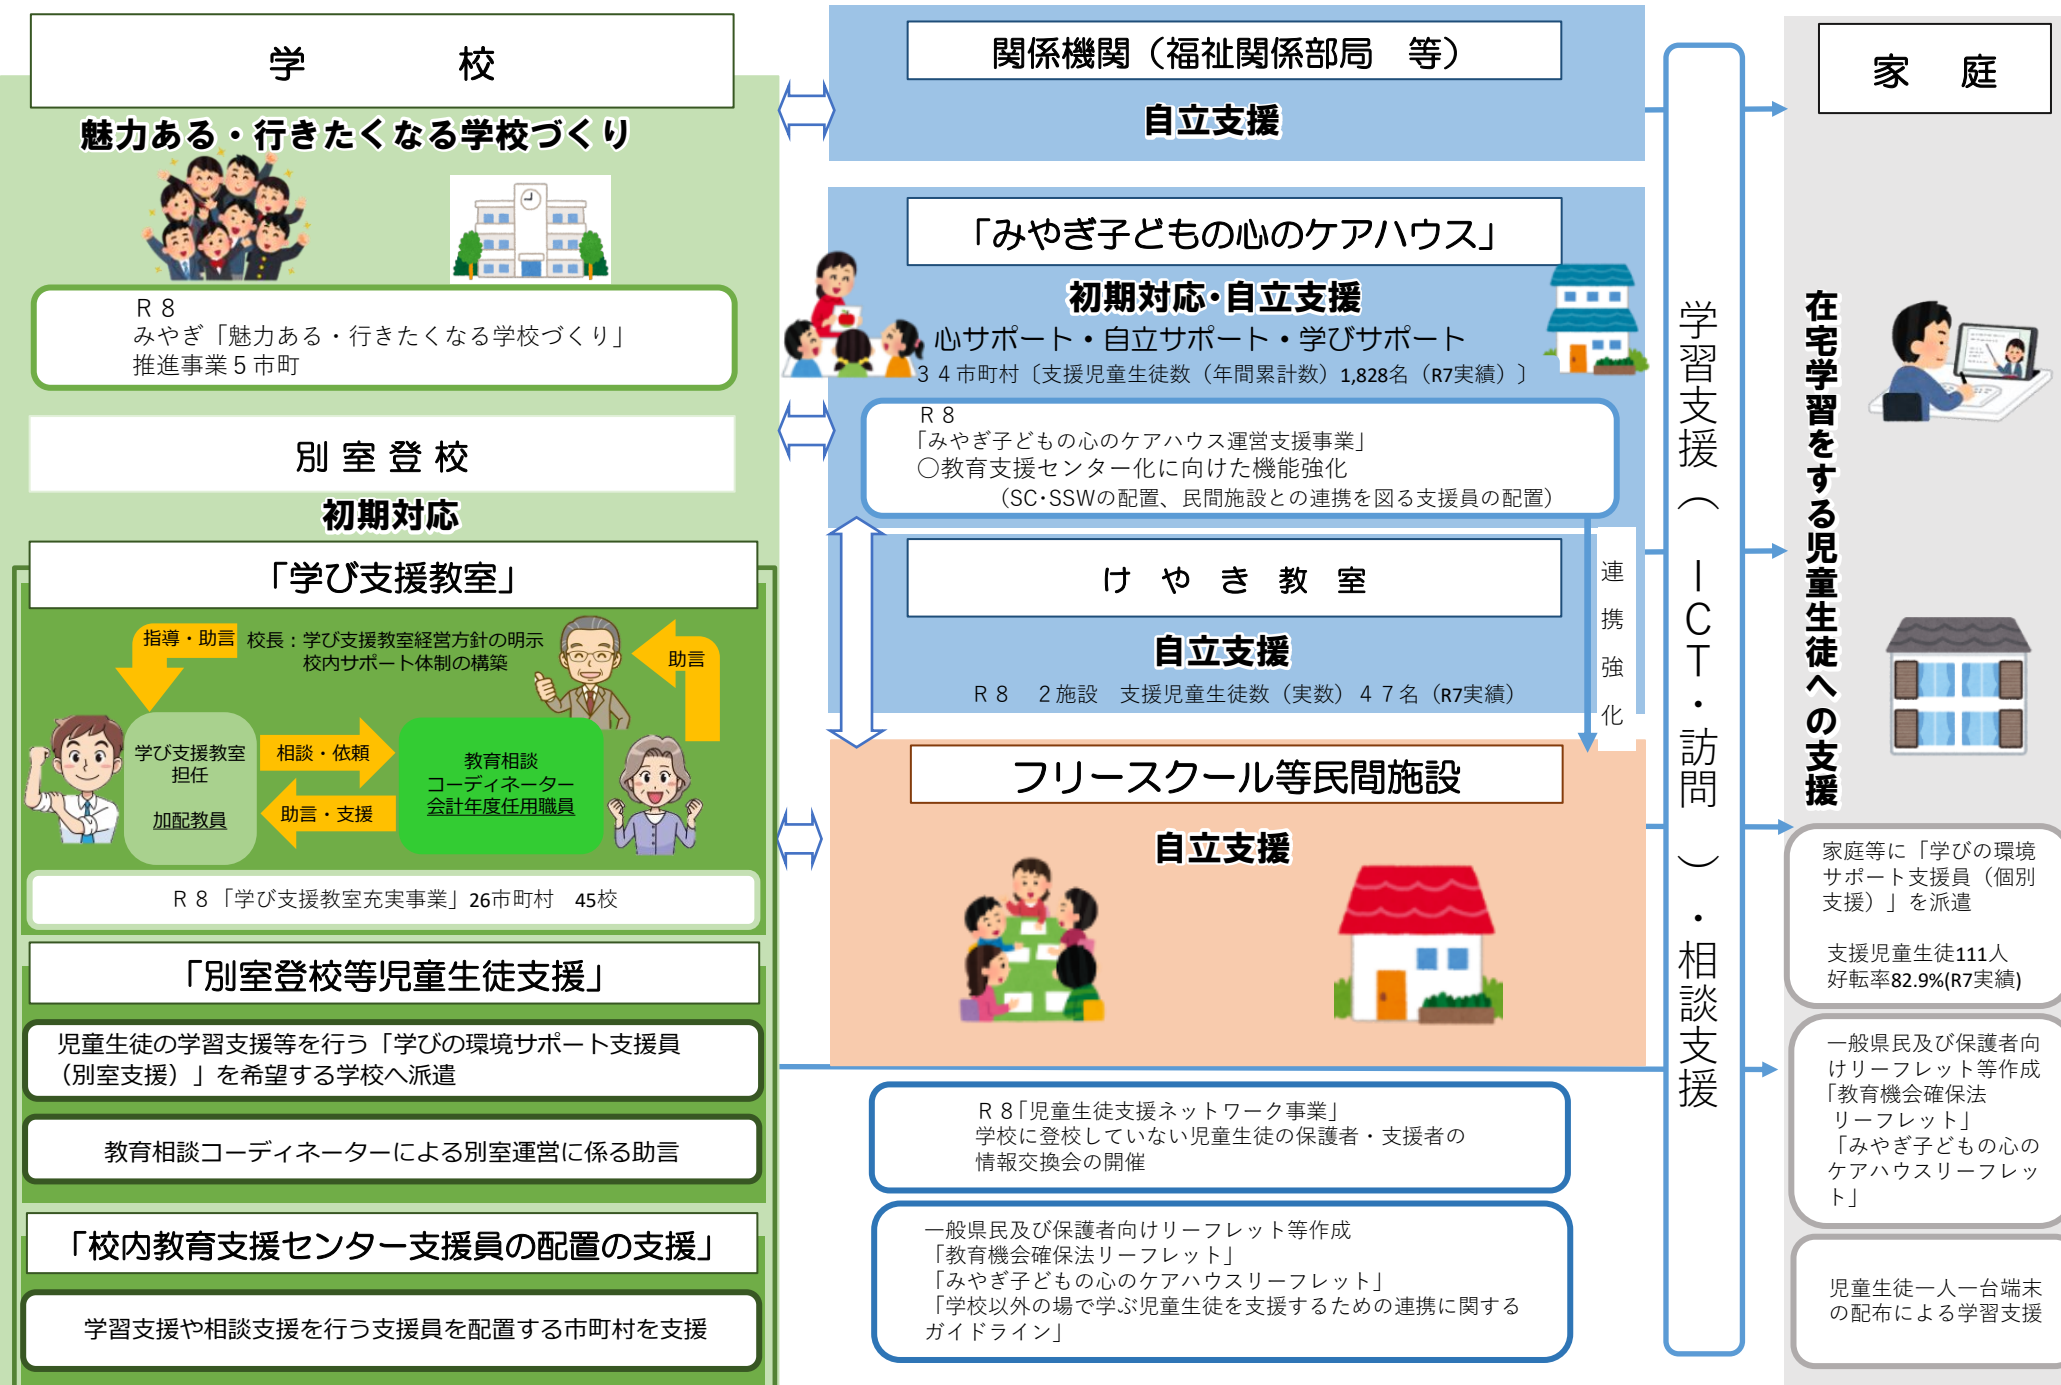 学　校
魅力ある・行きたくなる学校づくり
Ｒ８
みやぎ「魅力ある・行きたくなる学校づくり」
推進事業５市町
別室登校
初期対応
「学び支援教室」
指導・助言
校長：学び支援教室経営方針の明示
校内サポート体制の構築
助言
学び支援教室
担任
加配教員
相談・依頼
助言・支援
教育相談
コーディネーター
会計年度任用職員
Ｒ８「学び支援教室充実事業」26市町村　45校
「別室登校等児童生徒支援」
児童生徒の学習支援等を行う「学びの環境サポート支援員
（別室支援）」を希望する学校へ派遣
教育相談コーディネーターによる別室運営に係る助言
「校内教育支援センター支援員の配置の支援」
学習支援や相談支援を行う支援員を配置する市町村を支援
関係機関（福祉関係部局　等）
自立支援
「みやぎ子どもの心のケアハウス」
初期対応・自立支援
心サポート・自立サポート・学びサポート
３４市町村〔支援児童生徒数（年間累計数）1,828名（R7実績）〕
Ｒ８
「みやぎ子どもの心のケアハウス運営支援事業」
○教育支援センター化に向けた機能強化
（SC・SSWの配置、民間施設との連携を図る支援員の配置）
けやき教室
自立支援
Ｒ８　２施設　支援児童生徒数（実数）４７名（R7実績）
連携強化
フリースクール等民間施設
自立支援
Ｒ８「児童生徒支援ネットワーク事業」
学校に登校していない児童生徒の保護者・支援者の
情報交換会の開催
一般県民及び保護者向けリーフレット等作成
「教育機会確保法リーフレット」
「みやぎ子どもの心のケアハウスリーフレット」
「学校以外の場で学ぶ児童生徒を支援するための連携に関する
ガイドライン」
学習支援（ＩＣＴ・訪問）・相談支援
家　庭
在宅学習をする児童生徒への支援
家庭等に「学びの環境
サポート支援員（個別
支援）」を派遣
支援児童生徒111人
好転率82.9%(R7実績)
一般県民及び保護者向
けリーフレット等作成
「教育機会確保法
リーフレット」
「みやぎ子どもの心の
ケアハウスリーフレッ
ト」
児童生徒一人一台端末
の配布による学習支援